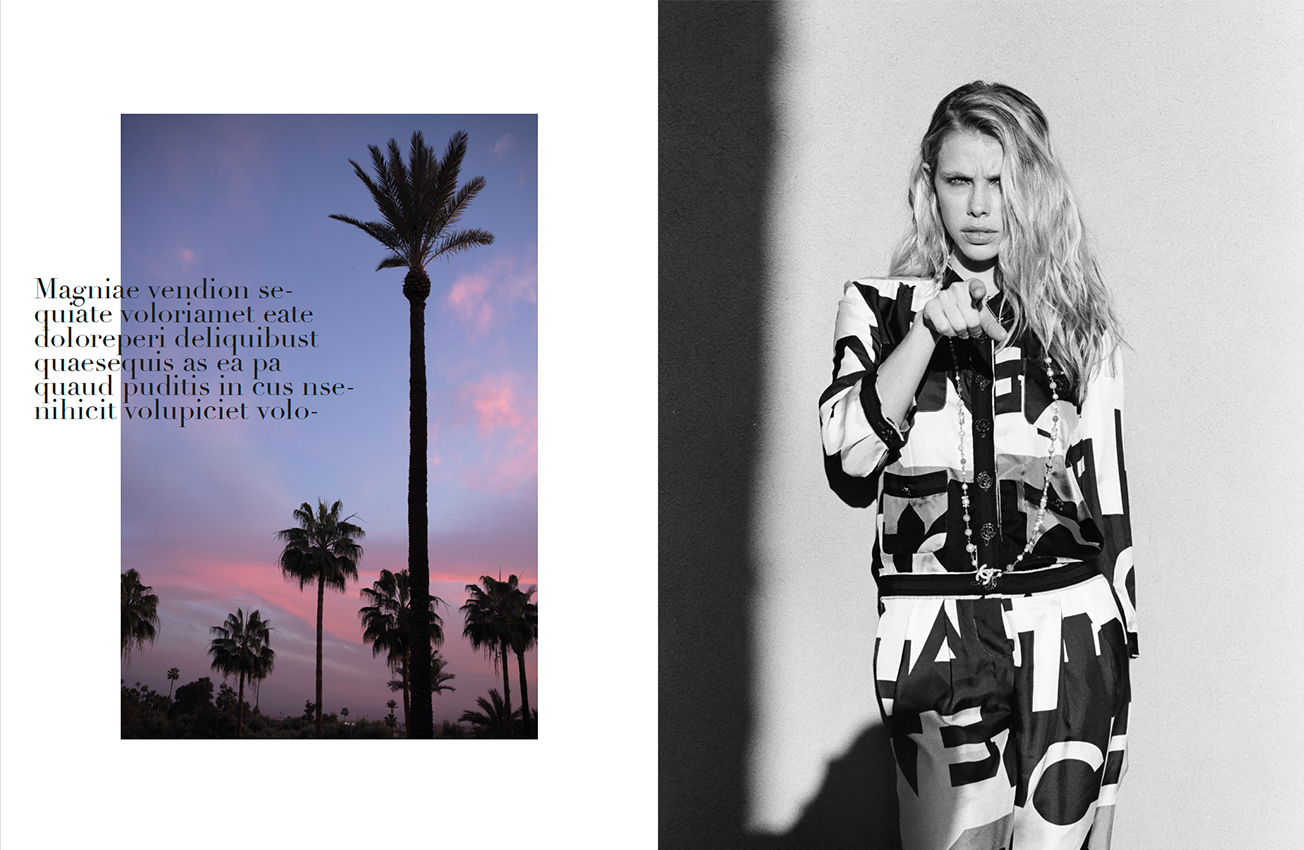 Magniae vendion se-
quiate voloriamet eate
doloreperi deliquibust
quaesequis as ea pa
quaud puditis in cus nse-
nihicit volupiciet volo-